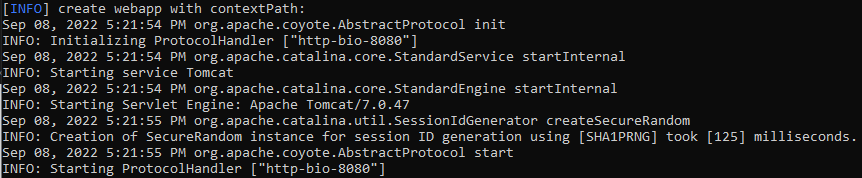 [INFO] create webapp with contextPath:
Sep 08, 2022 5:21:54 PM org.apache.coyote.AbstractProtocol init
INFO: Initializing ProtocolHandler ["http-bio-8080"]
Sep 08, 2022 5:21:54 PM org.apache.catalina.core.StandardService startInternal
INFO: Starting service Tomcat
Sep 08, 2022 5:21:54 PM org.apache.catalina.core.StandardEngine startInternal
INFO: Starting Servlet Engine: Apache Tomcat/7.0.47
Sep 08, 2022 5:21:55 PM org.apache.catalina.util.SessionIdGenerator createSecureRandom
INFO: Creation of SecureRandom instance for session ID generation using [SHA1PRNG] took [125] milliseconds.
Sep 08, 2022 5:21:55 PM org.apache.coyote.AbstractProtocol start
INFO: Starting ProtocolHandler ["http-bio-8080"]